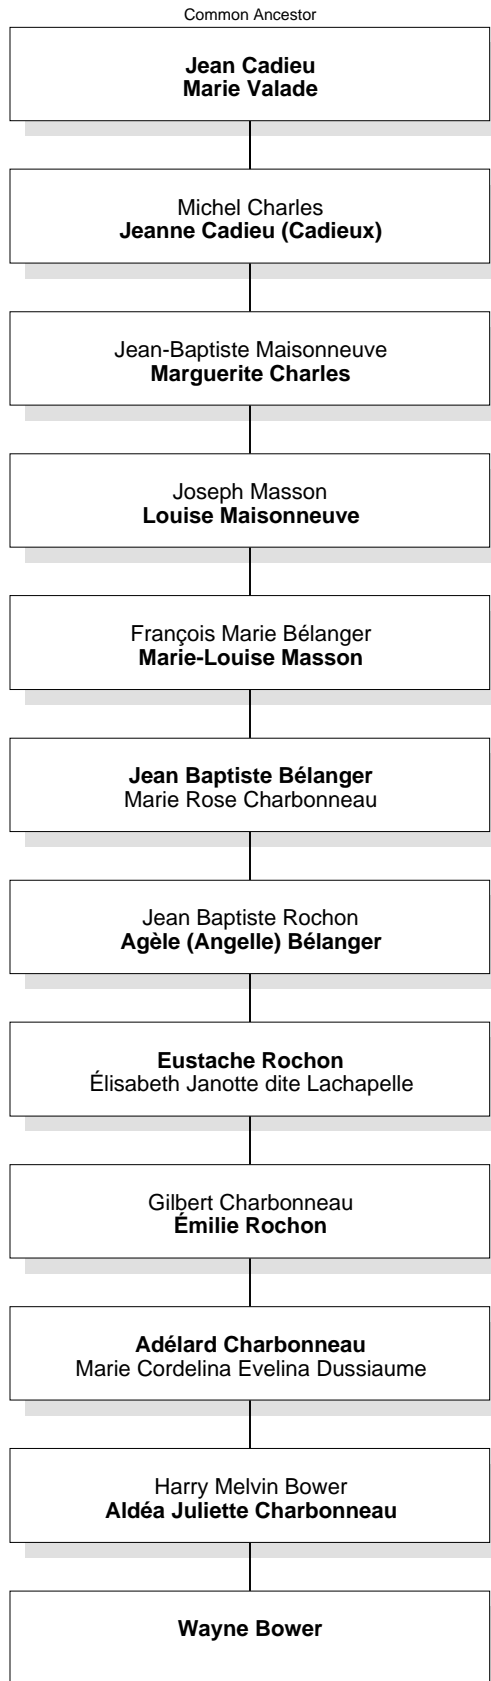 Common Ancestor
Jean Cadieu
Marie Valade
Michel Charles
Jeanne Cadieu (Cadieux)
Jean-Baptiste Maisonneuve
Marguerite Charles
Joseph Masson
Louise Maisonneuve
François Marie Bélanger
Marie-Louise Masson
Jean Baptiste Bélanger
Marie Rose Charbonneau
Jean Baptiste Rochon
Agèle (Angelle) Bélanger
Eustache Rochon
Élisabeth Janotte dite Lachapelle
Gilbert Charbonneau
Émilie Rochon
Adélard Charbonneau
Marie Cordelina Evelina Dussiaume
Harry Melvin Bower
Aldéa Juliette Charbonneau
Wayne Bower